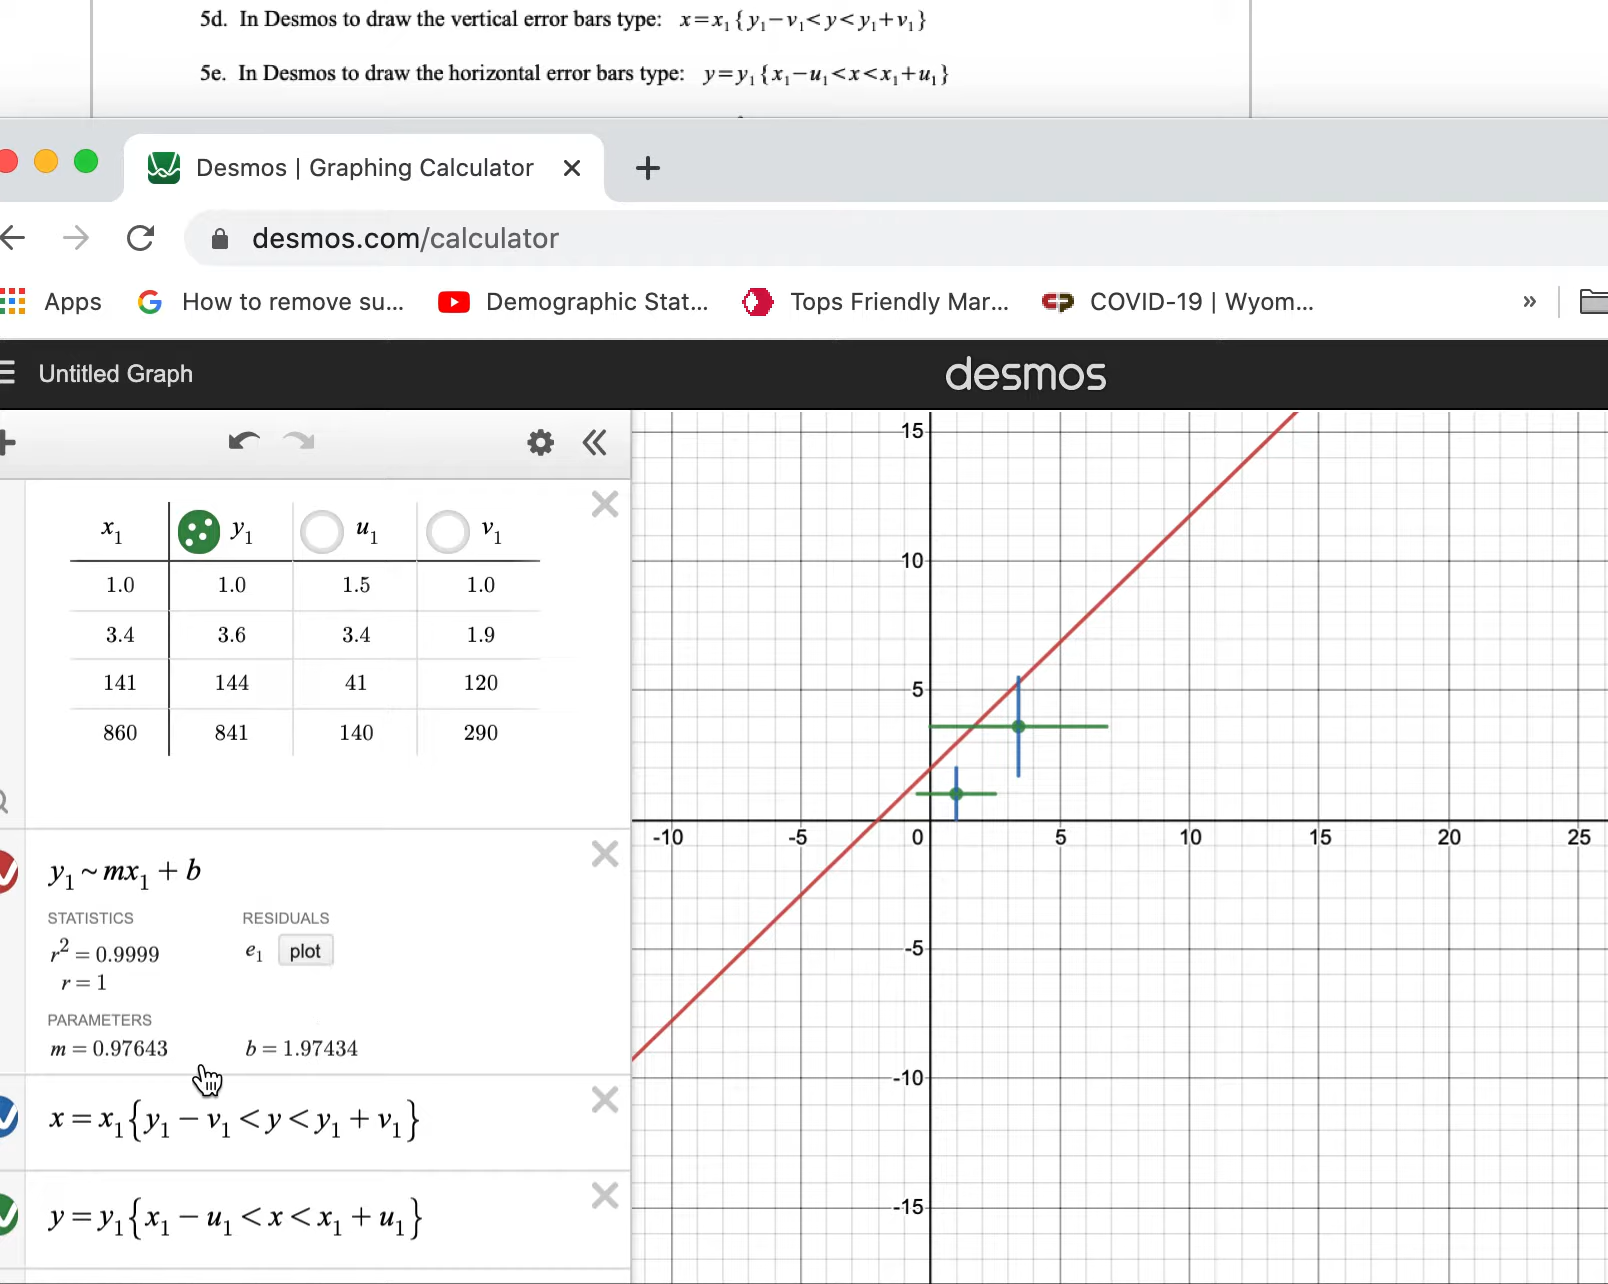 5d. In Desmos to draw the vertical error bars type: x=x₁{y₁−v₁<y<y₁+v₁}
5e. In Desmos to draw the horizontal error bars type: y=y₁{x₁−u₁<x<x₁+u₁}
Desmos | Graphing Calculator
desmos.com/calculator
Apps How to remove su... Demographic Stat... Tops Friendly Mar... COVID-19 | Wyom... »
Untitled Graph desmos
x₁ y₁ u₁ v₁
1.0 1.0 1.5 1.0
3.4 3.6 3.4 1.9
141 144 41 120
860 841 140 290
y₁ ~ mx₁ + b
STATISTICS RESIDUALS
r² = 0.9999 e₁ plot
r = 1
PARAMETERS
m = 0.97643 b = 1.97434
x = x₁{y₁ − v₁ < y < y₁ + v₁}
y = y₁{x₁ − u₁ < x < x₁ + u₁}
15
10
5
-10 -5 0 5 10 15 20 25
-5
-10
-15